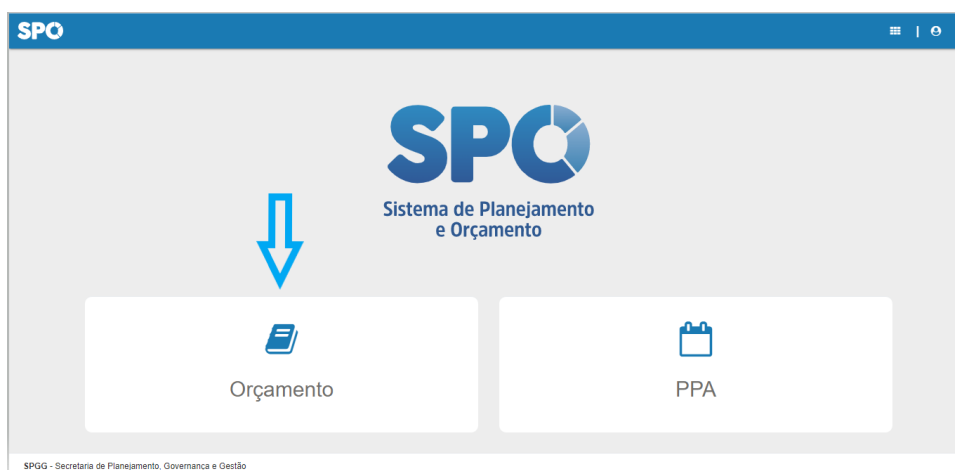 SPO
SPO
Sistema de Planejamento
e Orçamento
Orçamento
PPA
SPGG - Secretaria de Planejamento, Governança e Gestão